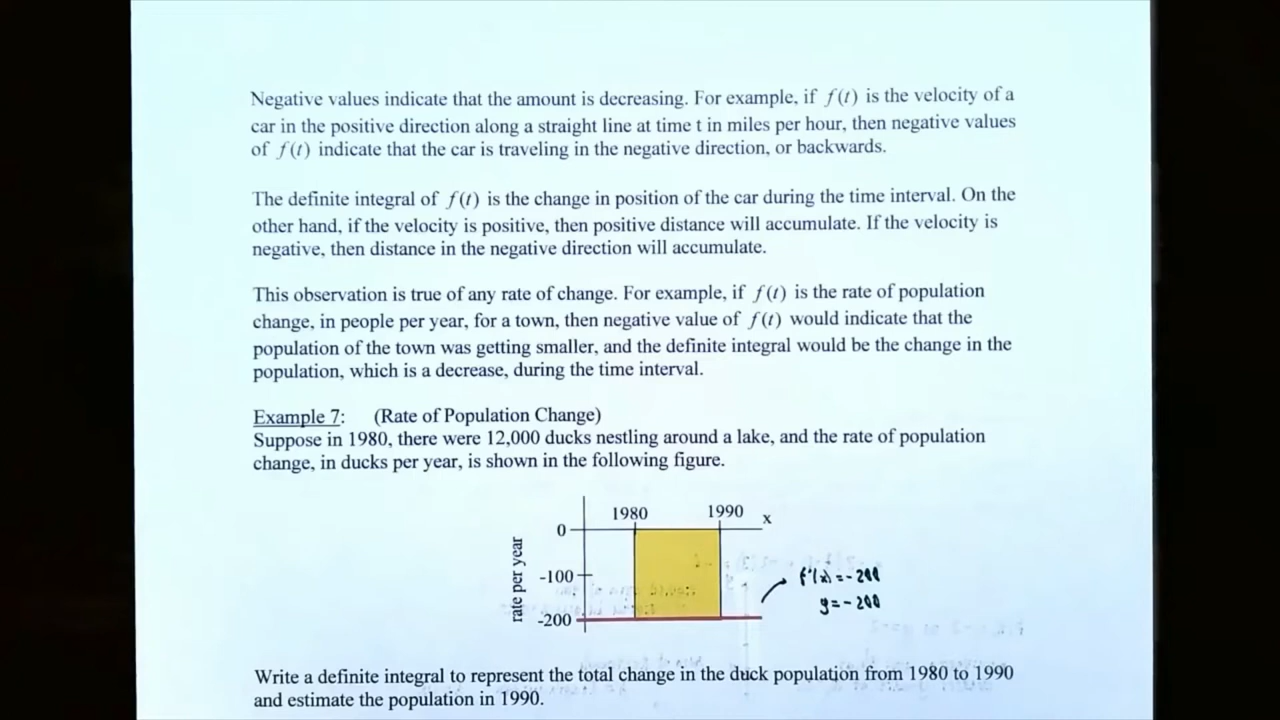 Negative values indicate that the amount is decreasing. For example, if f(t) is the velocity of a
car in the positive direction along a straight line at time t in miles per hour, then negative values
of f(t) indicate that the car is traveling in the negative direction, or backwards.
The definite integral of f(t) is the change in position of the car during the time interval. On the
other hand, if the velocity is positive, then positive distance will accumulate. If the velocity is
negative, then distance in the negative direction will accumulate.
This observation is true of any rate of change. For example, if f(t) is the rate of population
change, in people per year, for a town, then negative value of f(t) would indicate that the
population of the town was getting smaller, and the definite integral would be the change in the
population, which is a decrease, during the time interval.
Example 7: (Rate of Population Change)
Suppose in 1980, there were 12,000 ducks nestling around a lake, and the rate of population
change, in ducks per year, is shown in the following figure.
1980 1990 x
0
-100
-200
rate per year
f'(x) = -200
y = -200
Write a definite integral to represent the total change in the duck population from 1980 to 1990
and estimate the population in 1990.